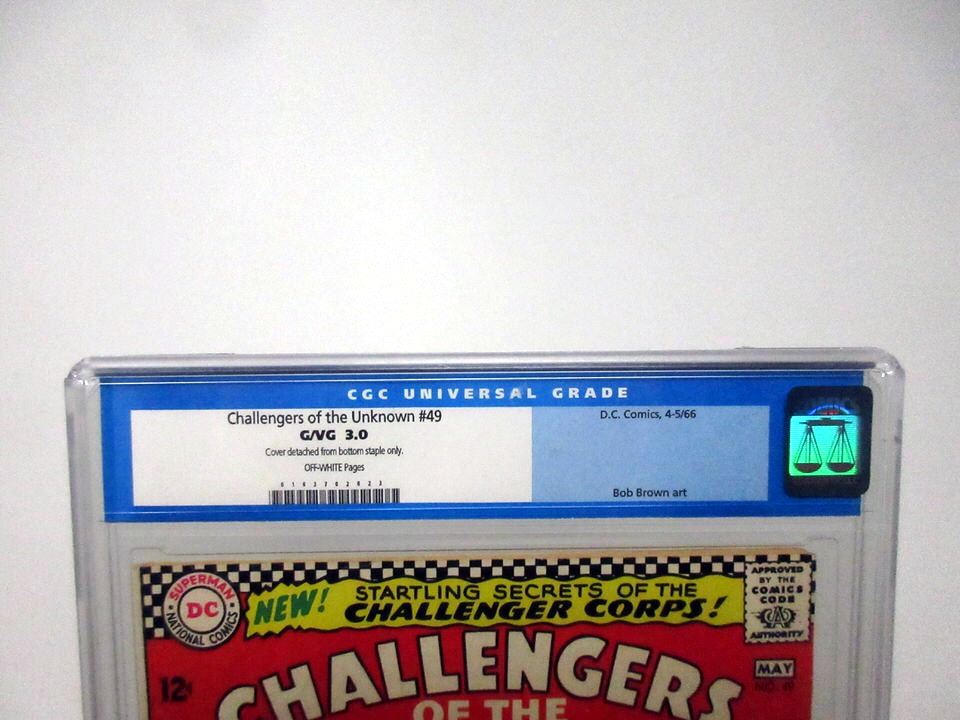 CGC UNIVERSAL GRADE
Challengers of the Unknown #49
G/VG 3.0
Cover detached from bottom staple only.
OFF-WHITE Pages
D.C. Comics, 4-5/66
Bob Brown art
SUPERMAN
DC
NATIONAL COMICS
NEW!
STARTLING SECRETS OF THE
CHALLENGER CORPS!
APPROVED
BY THE
COMICS
CODE
AUTHORITY
12¢
CHALLENGERS
OF THE
MAY
NO. 49